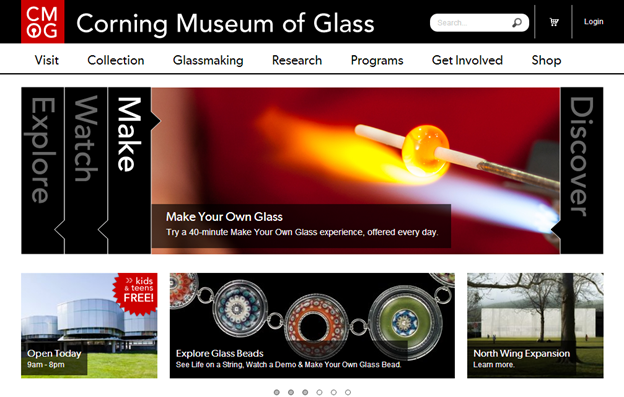 CM
OG
Corning Museum of Glass
Search...
Login
Visit
Collection
Glassmaking
Research
Programs
Get Involved
Shop
Explore
Watch
Make
Discover
Make Your Own Glass
Try a 40-minute Make Your Own Glass experience, offered every day.
» kids
& teens
FREE!
Open Today
9am - 8pm
Explore Glass Beads
See Life on a String, Watch a Demo & Make Your Own Glass Bead.
North Wing Expansion
Learn more.